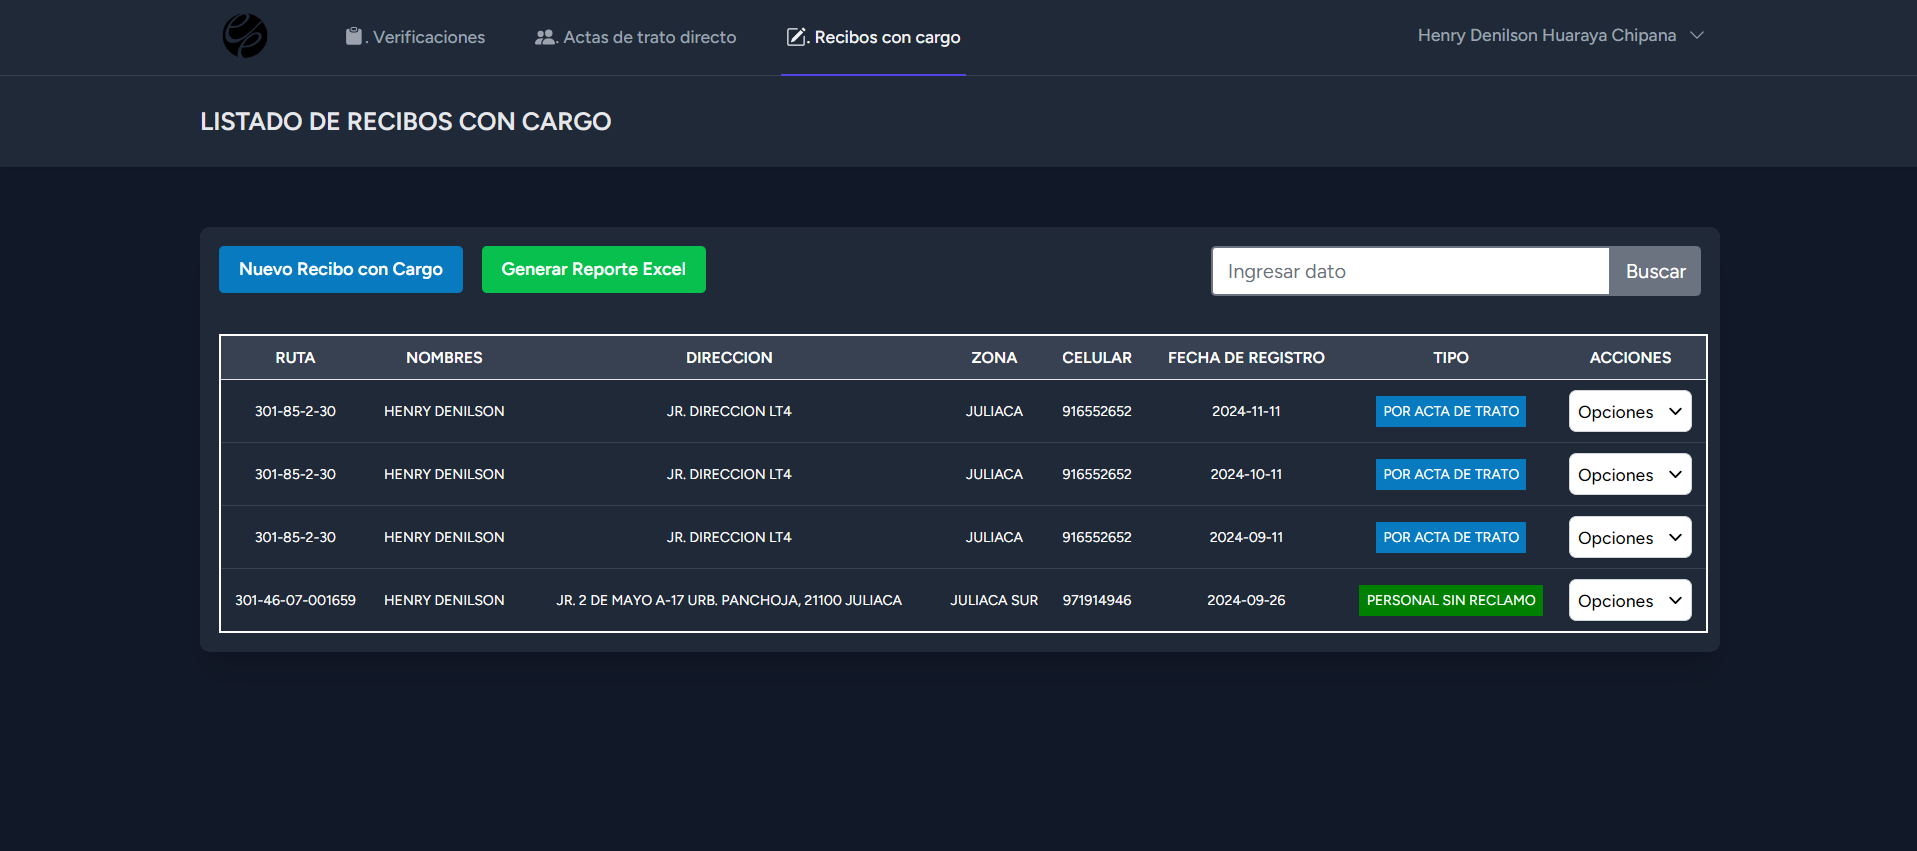 . Verificaciones . Actas de trato directo . Recibos con cargo Henry Denilson Huaraya Chipana
LISTADO DE RECIBOS CON CARGO
Nuevo Recibo con Cargo Generar Reporte Excel Ingresar dato Buscar
RUTA NOMBRES DIRECCION ZONA CELULAR FECHA DE REGISTRO TIPO ACCIONES
301-85-2-30 HENRY DENILSON JR. DIRECCION LT4 JULIACA 916552652 2024-11-11 POR ACTA DE TRATO Opciones
301-85-2-30 HENRY DENILSON JR. DIRECCION LT4 JULIACA 916552652 2024-10-11 POR ACTA DE TRATO Opciones
301-85-2-30 HENRY DENILSON JR. DIRECCION LT4 JULIACA 916552652 2024-09-11 POR ACTA DE TRATO Opciones
301-46-07-001659 HENRY DENILSON JR. 2 DE MAYO A-17 URB. PANCHOJA, 21100 JULIACA JULIACA SUR 971914946 2024-09-26 PERSONAL SIN RECLAMO Opciones